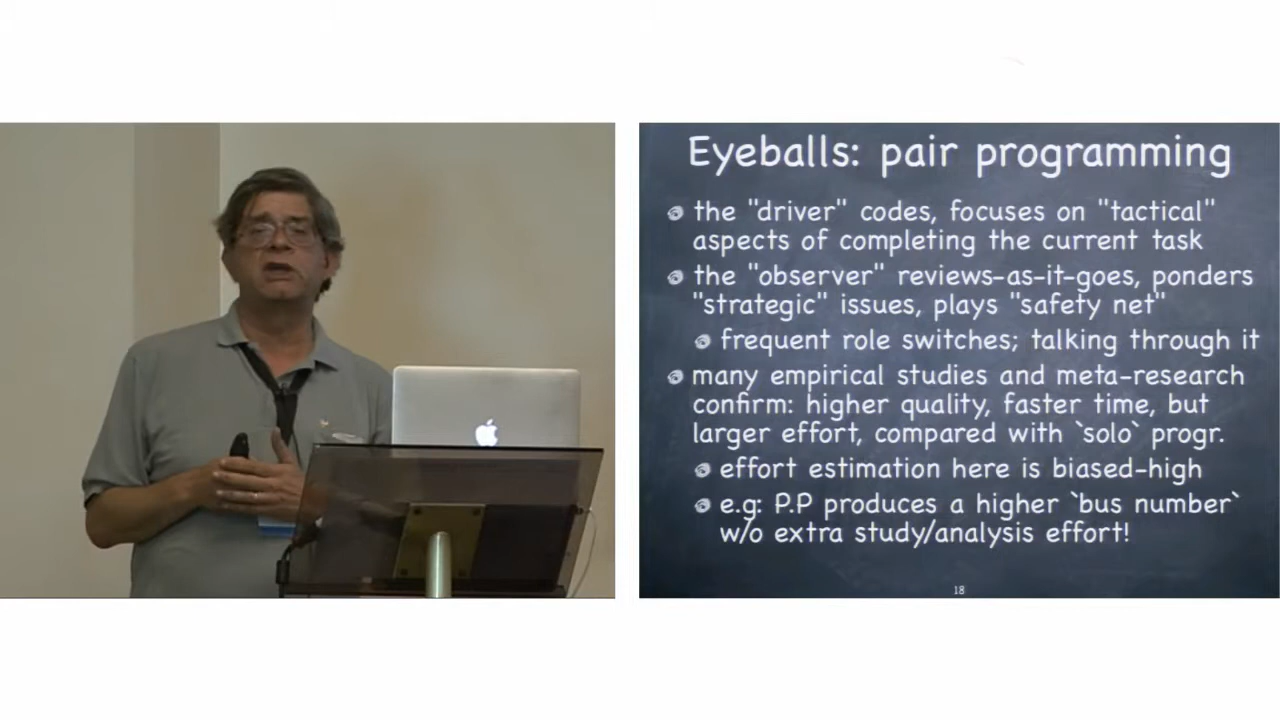 Eyeballs: pair programming
the "driver" codes, focuses on "tactical"
aspects of completing the current task
the "observer" reviews-as-it-goes, ponders
"strategic" issues, plays "safety net"
frequent role switches; talking through it
many empirical studies and meta-research
confirm: higher quality, faster time, but
larger effort, compared with `solo` progr.
effort estimation here is biased-high
e.g: P.P produces a higher `bus number`
w/o extra study/analysis effort!
18